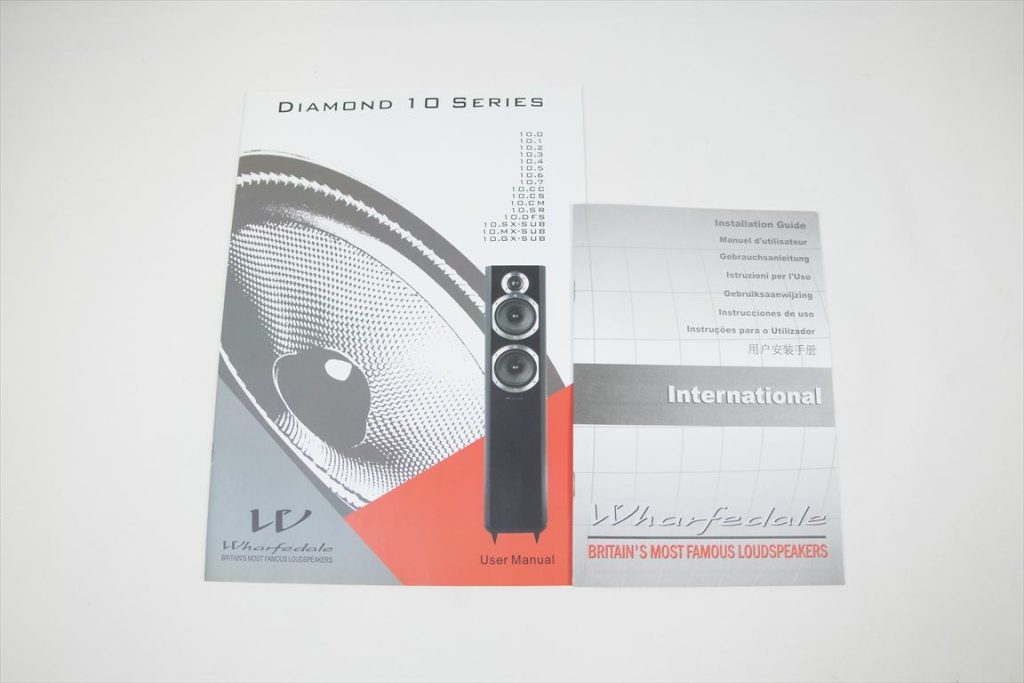 DIAMOND 10 SERIES
10.0
10.1
10.2
10.3
10.4
10.5
10.6
10.7
10.CC
10.CS
10.CM
10.SR
10.DFS
10.SX-SUB
10.MX-SUB
10.GX-SUB
W
Wharfedale
BRITAIN'S MOST FAMOUS LOUDSPEAKERS
User Manual
Installation Guide
Manuel d'utilisateur
Gebrauchsanleitung
Istruzioni per l'Uso
Gebruiksaanwijzing
Instrucciones de uso
Instruções para o Utilizador
用户安装手册
International
Wharfedale
BRITAIN'S MOST FAMOUS LOUDSPEAKERS